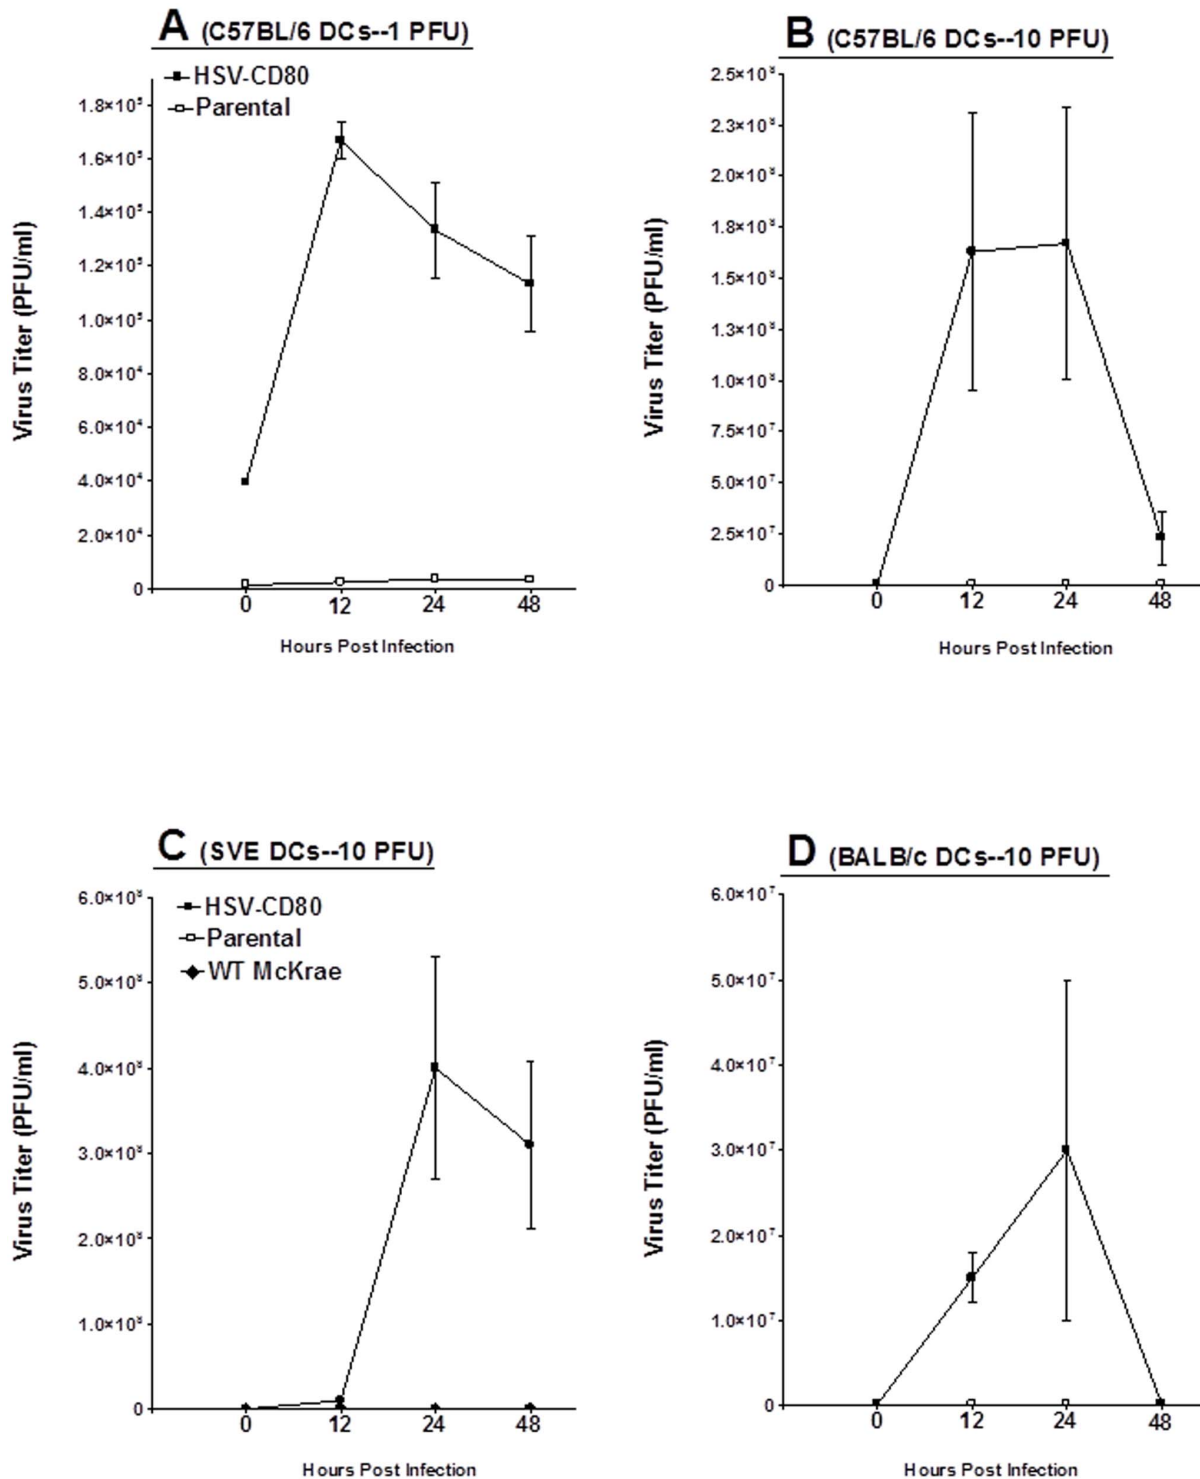 A (C57BL/6 DCs--1 PFU)
HSV-CD80
Parental
Virus Titer (PFU/ml)
1.8×10⁵
1.6×10⁵
1.4×10⁵
1.2×10⁵
1.0×10⁵
8.0×10⁴
6.0×10⁴
4.0×10⁴
2.0×10⁴
0
0 12 24 48
Hours Post Infection
B (C57BL/6 DCs--10 PFU)
Virus Titer (PFU/ml)
2.5×10⁸
2.3×10⁸
2.0×10⁸
1.8×10⁸
1.5×10⁸
1.3×10⁸
1.0×10⁸
7.5×10⁷
5.0×10⁷
2.5×10⁷
0
0 12 24 48
Hours Post Infection
C (SVE DCs--10 PFU)
HSV-CD80
Parental
WT McKrae
Virus Titer (PFU/ml)
6.0×10⁸
5.0×10⁸
4.0×10⁸
3.0×10⁸
2.0×10⁸
1.0×10⁸
0
0 12 24 48
Hours Post Infection
D (BALB/c DCs--10 PFU)
Virus Titer (PFU/ml)
6.0×10⁷
5.0×10⁷
4.0×10⁷
3.0×10⁷
2.0×10⁷
1.0×10⁷
0
0 12 24 48
Hours Post Infection